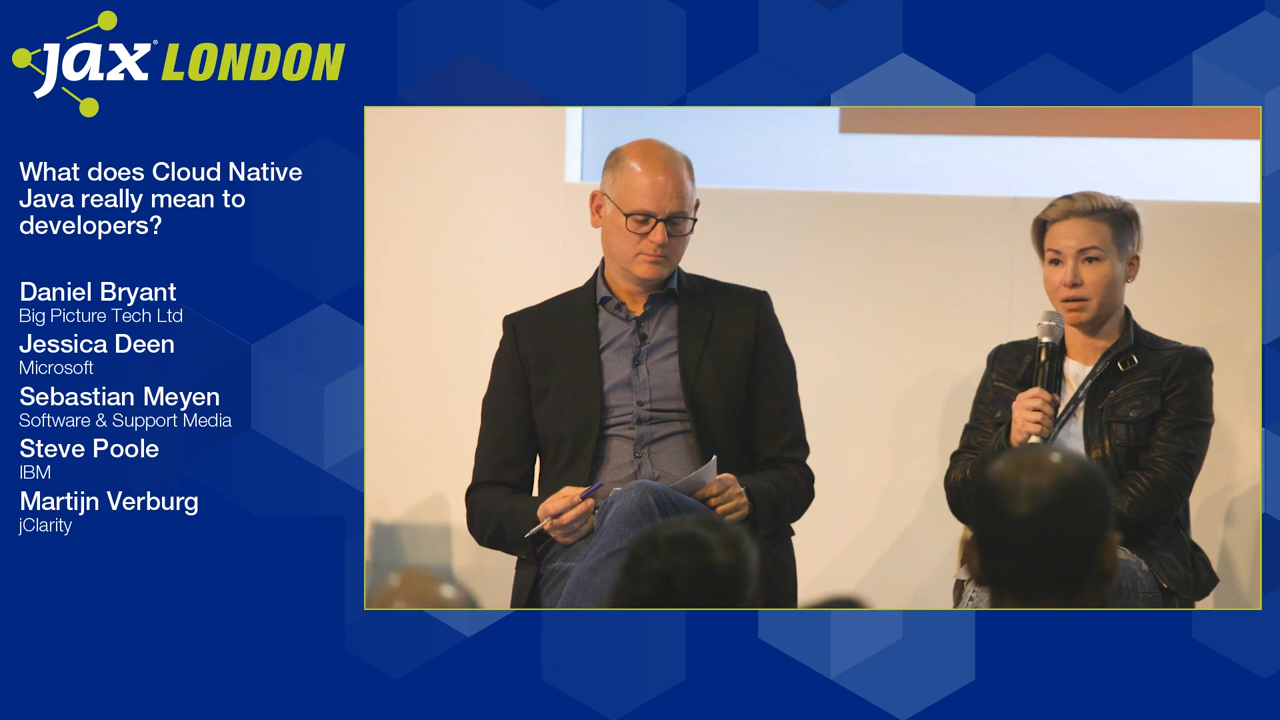 jax® LONDON
What does Cloud Native
Java really mean to
developers?
Daniel Bryant
Big Picture Tech Ltd
Jessica Deen
Microsoft
Sebastian Meyen
Software & Support Media
Steve Poole
IBM
Martijn Verburg
jClarity